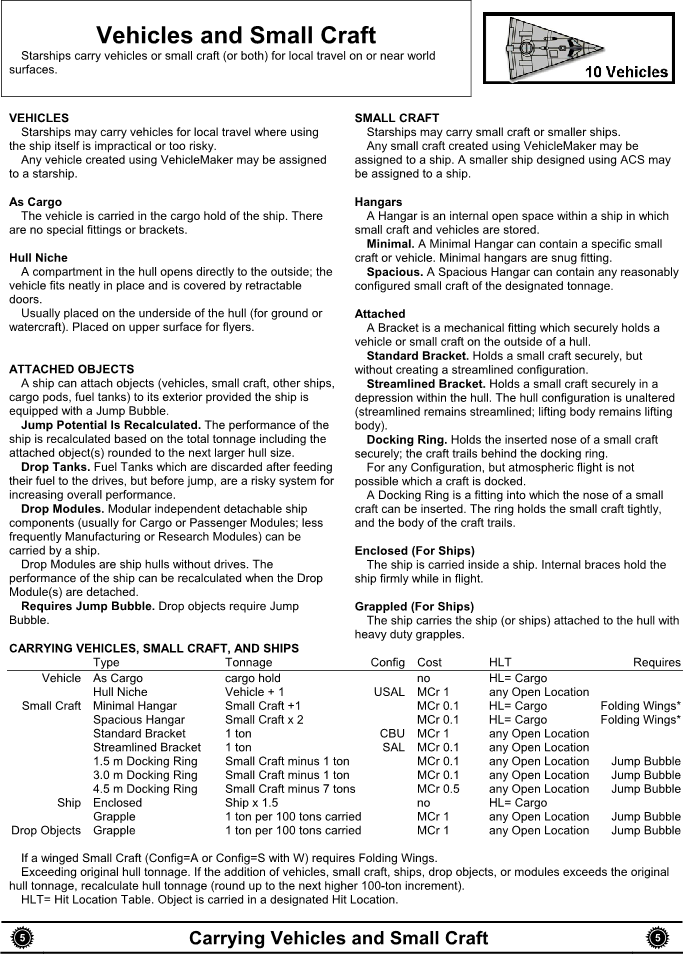 Vehicles and Small Craft
Starships carry vehicles or small craft (or both) for local travel on or near world
surfaces.
10 Vehicles
VEHICLES
Starships may carry vehicles for local travel where using
the ship itself is impractical or too risky.
Any vehicle created using VehicleMaker may be assigned
to a starship.
As Cargo
The vehicle is carried in the cargo hold of the ship. There
are no special fittings or brackets.
Hull Niche
A compartment in the hull opens directly to the outside; the
vehicle fits neatly in place and is covered by retractable
doors.
Usually placed on the underside of the hull (for ground or
watercraft). Placed on upper surface for flyers.
ATTACHED OBJECTS
A ship can attach objects (vehicles, small craft, other ships,
cargo pods, fuel tanks) to its exterior provided the ship is
equipped with a Jump Bubble.
Jump Potential Is Recalculated. The performance of the
ship is recalculated based on the total tonnage including the
attached object(s) rounded to the next larger hull size.
Drop Tanks. Fuel Tanks which are discarded after feeding
their fuel to the drives, but before jump, are a risky system for
increasing overall performance.
Drop Modules. Modular independent detachable ship
components (usually for Cargo or Passenger Modules; less
frequently Manufacturing or Research Modules) can be
carried by a ship.
Drop Modules are ship hulls without drives. The
performance of the ship can be recalculated when the Drop
Module(s) are detached.
Requires Jump Bubble. Drop objects require Jump
Bubble.
SMALL CRAFT
Starships may carry small craft or smaller ships.
Any small craft created using VehicleMaker may be
assigned to a ship. A smaller ship designed using ACS may
be assigned to a ship.
Hangars
A Hangar is an internal open space within a ship in which
small craft and vehicles are stored.
Minimal. A Minimal Hangar can contain a specific small
craft or vehicle. Minimal hangars are snug fitting.
Spacious. A Spacious Hangar can contain any reasonably
configured small craft of the designated tonnage.
Attached
A Bracket is a mechanical fitting which securely holds a
vehicle or small craft on the outside of a hull.
Standard Bracket. Holds a small craft securely, but
without creating a streamlined configuration.
Streamlined Bracket. Holds a small craft securely in a
depression within the hull. The hull configuration is unaltered
(streamlined remains streamlined; lifting body remains lifting
body).
Docking Ring. Holds the inserted nose of a small craft
securely; the craft trails behind the docking ring.
For any Configuration, but atmospheric flight is not
possible which a craft is docked.
A Docking Ring is a fitting into which the nose of a small
craft can be inserted. The ring holds the small craft tightly,
and the body of the craft trails.
Enclosed (For Ships)
The ship is carried inside a ship. Internal braces hold the
ship firmly while in flight.
Grappled (For Ships)
The ship carries the ship (or ships) attached to the hull with
heavy duty grapples.
CARRYING VEHICLES, SMALL CRAFT, AND SHIPS
Type Tonnage Config Cost HLT Requires
Vehicle As Cargo cargo hold no HL= Cargo
Hull Niche Vehicle + 1 USAL MCr 1 any Open Location
Small Craft Minimal Hangar Small Craft +1 MCr 0.1 HL= Cargo Folding Wings*
Spacious Hangar Small Craft x 2 MCr 0.1 HL= Cargo Folding Wings*
Standard Bracket 1 ton CBU MCr 1 any Open Location
Streamlined Bracket 1 ton SAL MCr 0.1 any Open Location
1.5 m Docking Ring Small Craft minus 1 ton MCr 0.1 any Open Location Jump Bubble
3.0 m Docking Ring Small Craft minus 1 ton MCr 0.1 any Open Location Jump Bubble
4.5 m Docking Ring Small Craft minus 7 tons MCr 0.5 any Open Location Jump Bubble
Ship Enclosed Ship x 1.5 no HL= Cargo
Grapple 1 ton per 100 tons carried MCr 1 any Open Location Jump Bubble
Drop Objects Grapple 1 ton per 100 tons carried MCr 1 any Open Location Jump Bubble
If a winged Small Craft (Config=A or Config=S with W) requires Folding Wings.
Exceeding original hull tonnage. If the addition of vehicles, small craft, ships, drop objects, or modules exceeds the original
hull tonnage, recalculate hull tonnage (round up to the next higher 100-ton increment).
HLT= Hit Location Table. Object is carried in a designated Hit Location.
5 Carrying Vehicles and Small Craft 5